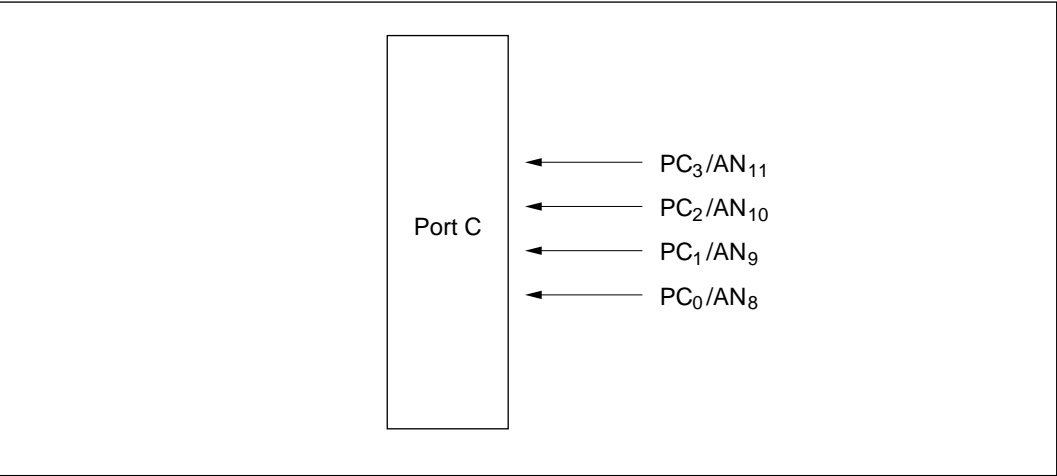 PC₃/AN₁₁
PC₂/AN₁₀
Port C
PC₁/AN₉
PC₀/AN₈